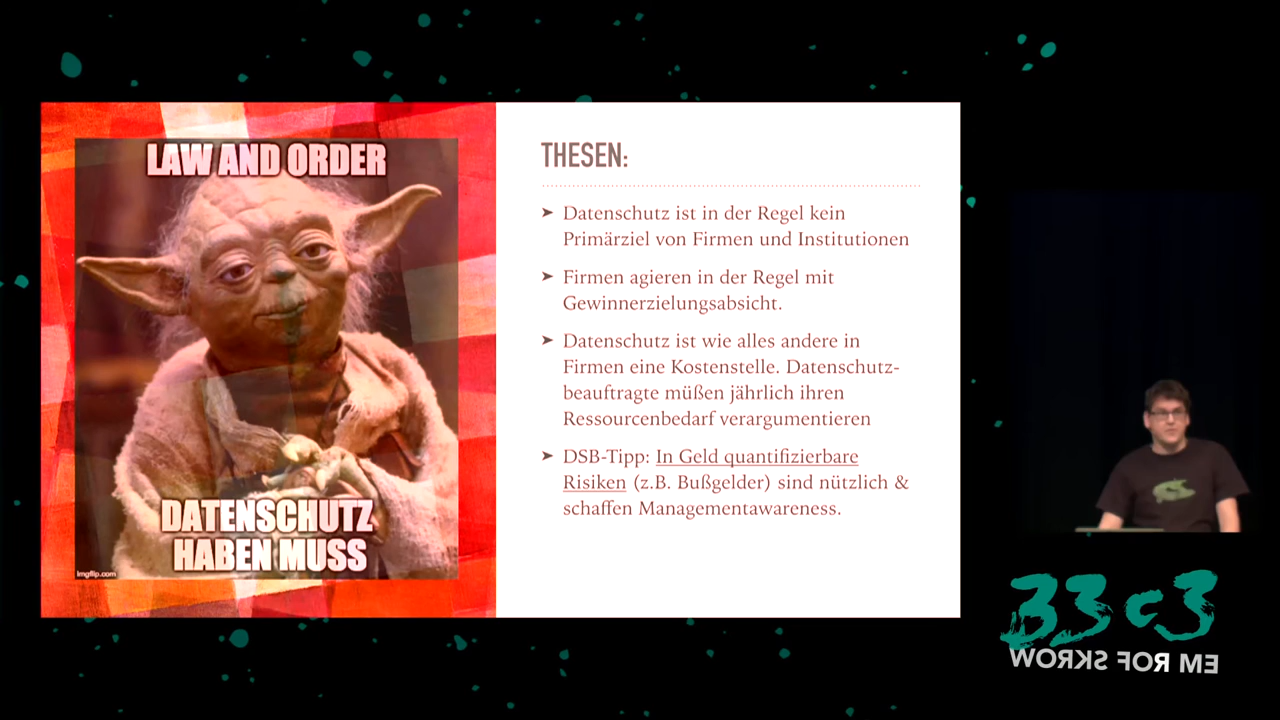 LAW AND ORDER
DATENSCHUTZ
HABEN MUSS
imgflip.com
THESEN:
➤ Datenschutz ist in der Regel kein
Primärziel von Firmen und Institutionen
➤ Firmen agieren in der Regel mit
Gewinnerzielungsabsicht.
➤ Datenschutz ist wie alles andere in
Firmen eine Kostenstelle. Datenschutz-
beauftragte müßen jährlich ihren
Ressourcenbedarf verargumentieren
➤ DSB-Tipp: In Geld quantifizierbare
Risiken (z.B. Bußgelder) sind nützlich &
schaffen Managementawareness.
33c3
WORKS FOR ME